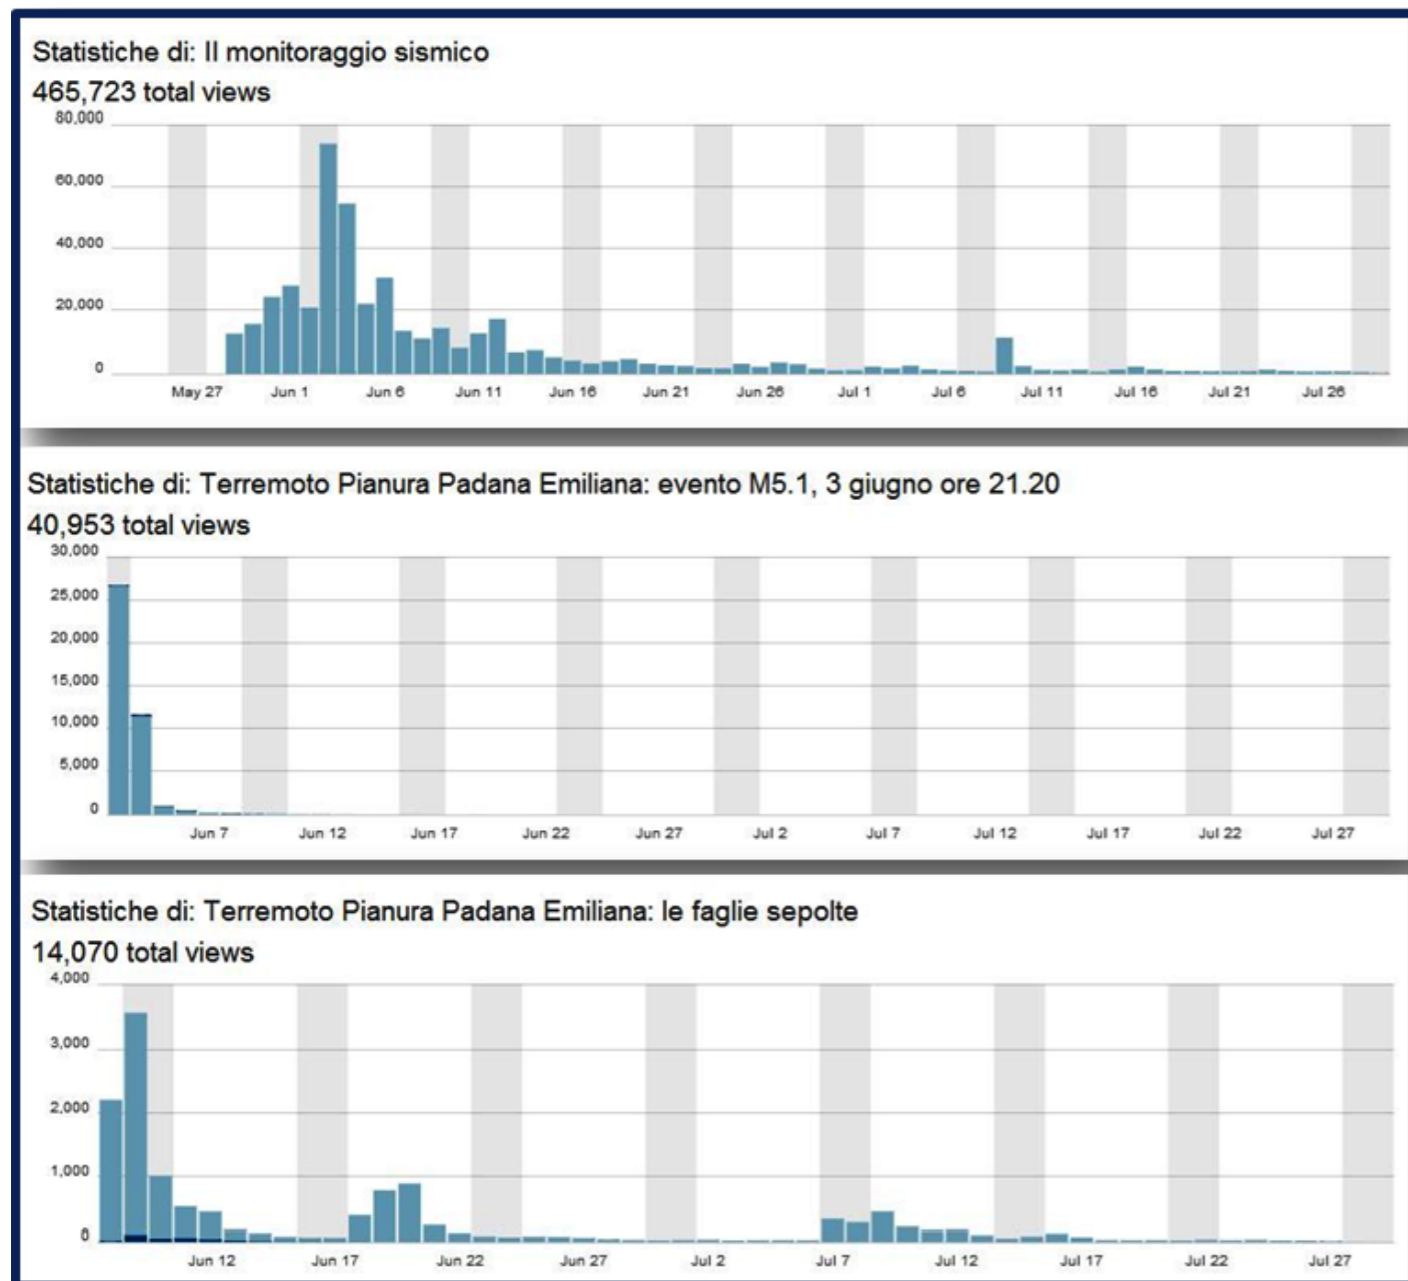 Statistiche di: Il monitoraggio sismico
465,723 total views
80,000
60,000
40,000
20,000
0
May 27 Jun 1 Jun 6 Jun 11 Jun 16 Jun 21 Jun 26 Jul 1 Jul 6 Jul 11 Jul 16 Jul 21 Jul 26
Statistiche di: Terremoto Pianura Padana Emiliana: evento M5.1, 3 giugno ore 21.20
40,953 total views
30,000
25,000
20,000
15,000
10,000
5,000
0
Jun 7 Jun 12 Jun 17 Jun 22 Jun 27 Jul 2 Jul 7 Jul 12 Jul 17 Jul 22 Jul 27
Statistiche di: Terremoto Pianura Padana Emiliana: le faglie sepolte
14,070 total views
4,000
3,000
2,000
1,000
0
Jun 12 Jun 17 Jun 22 Jun 27 Jul 2 Jul 7 Jul 12 Jul 17 Jul 22 Jul 27